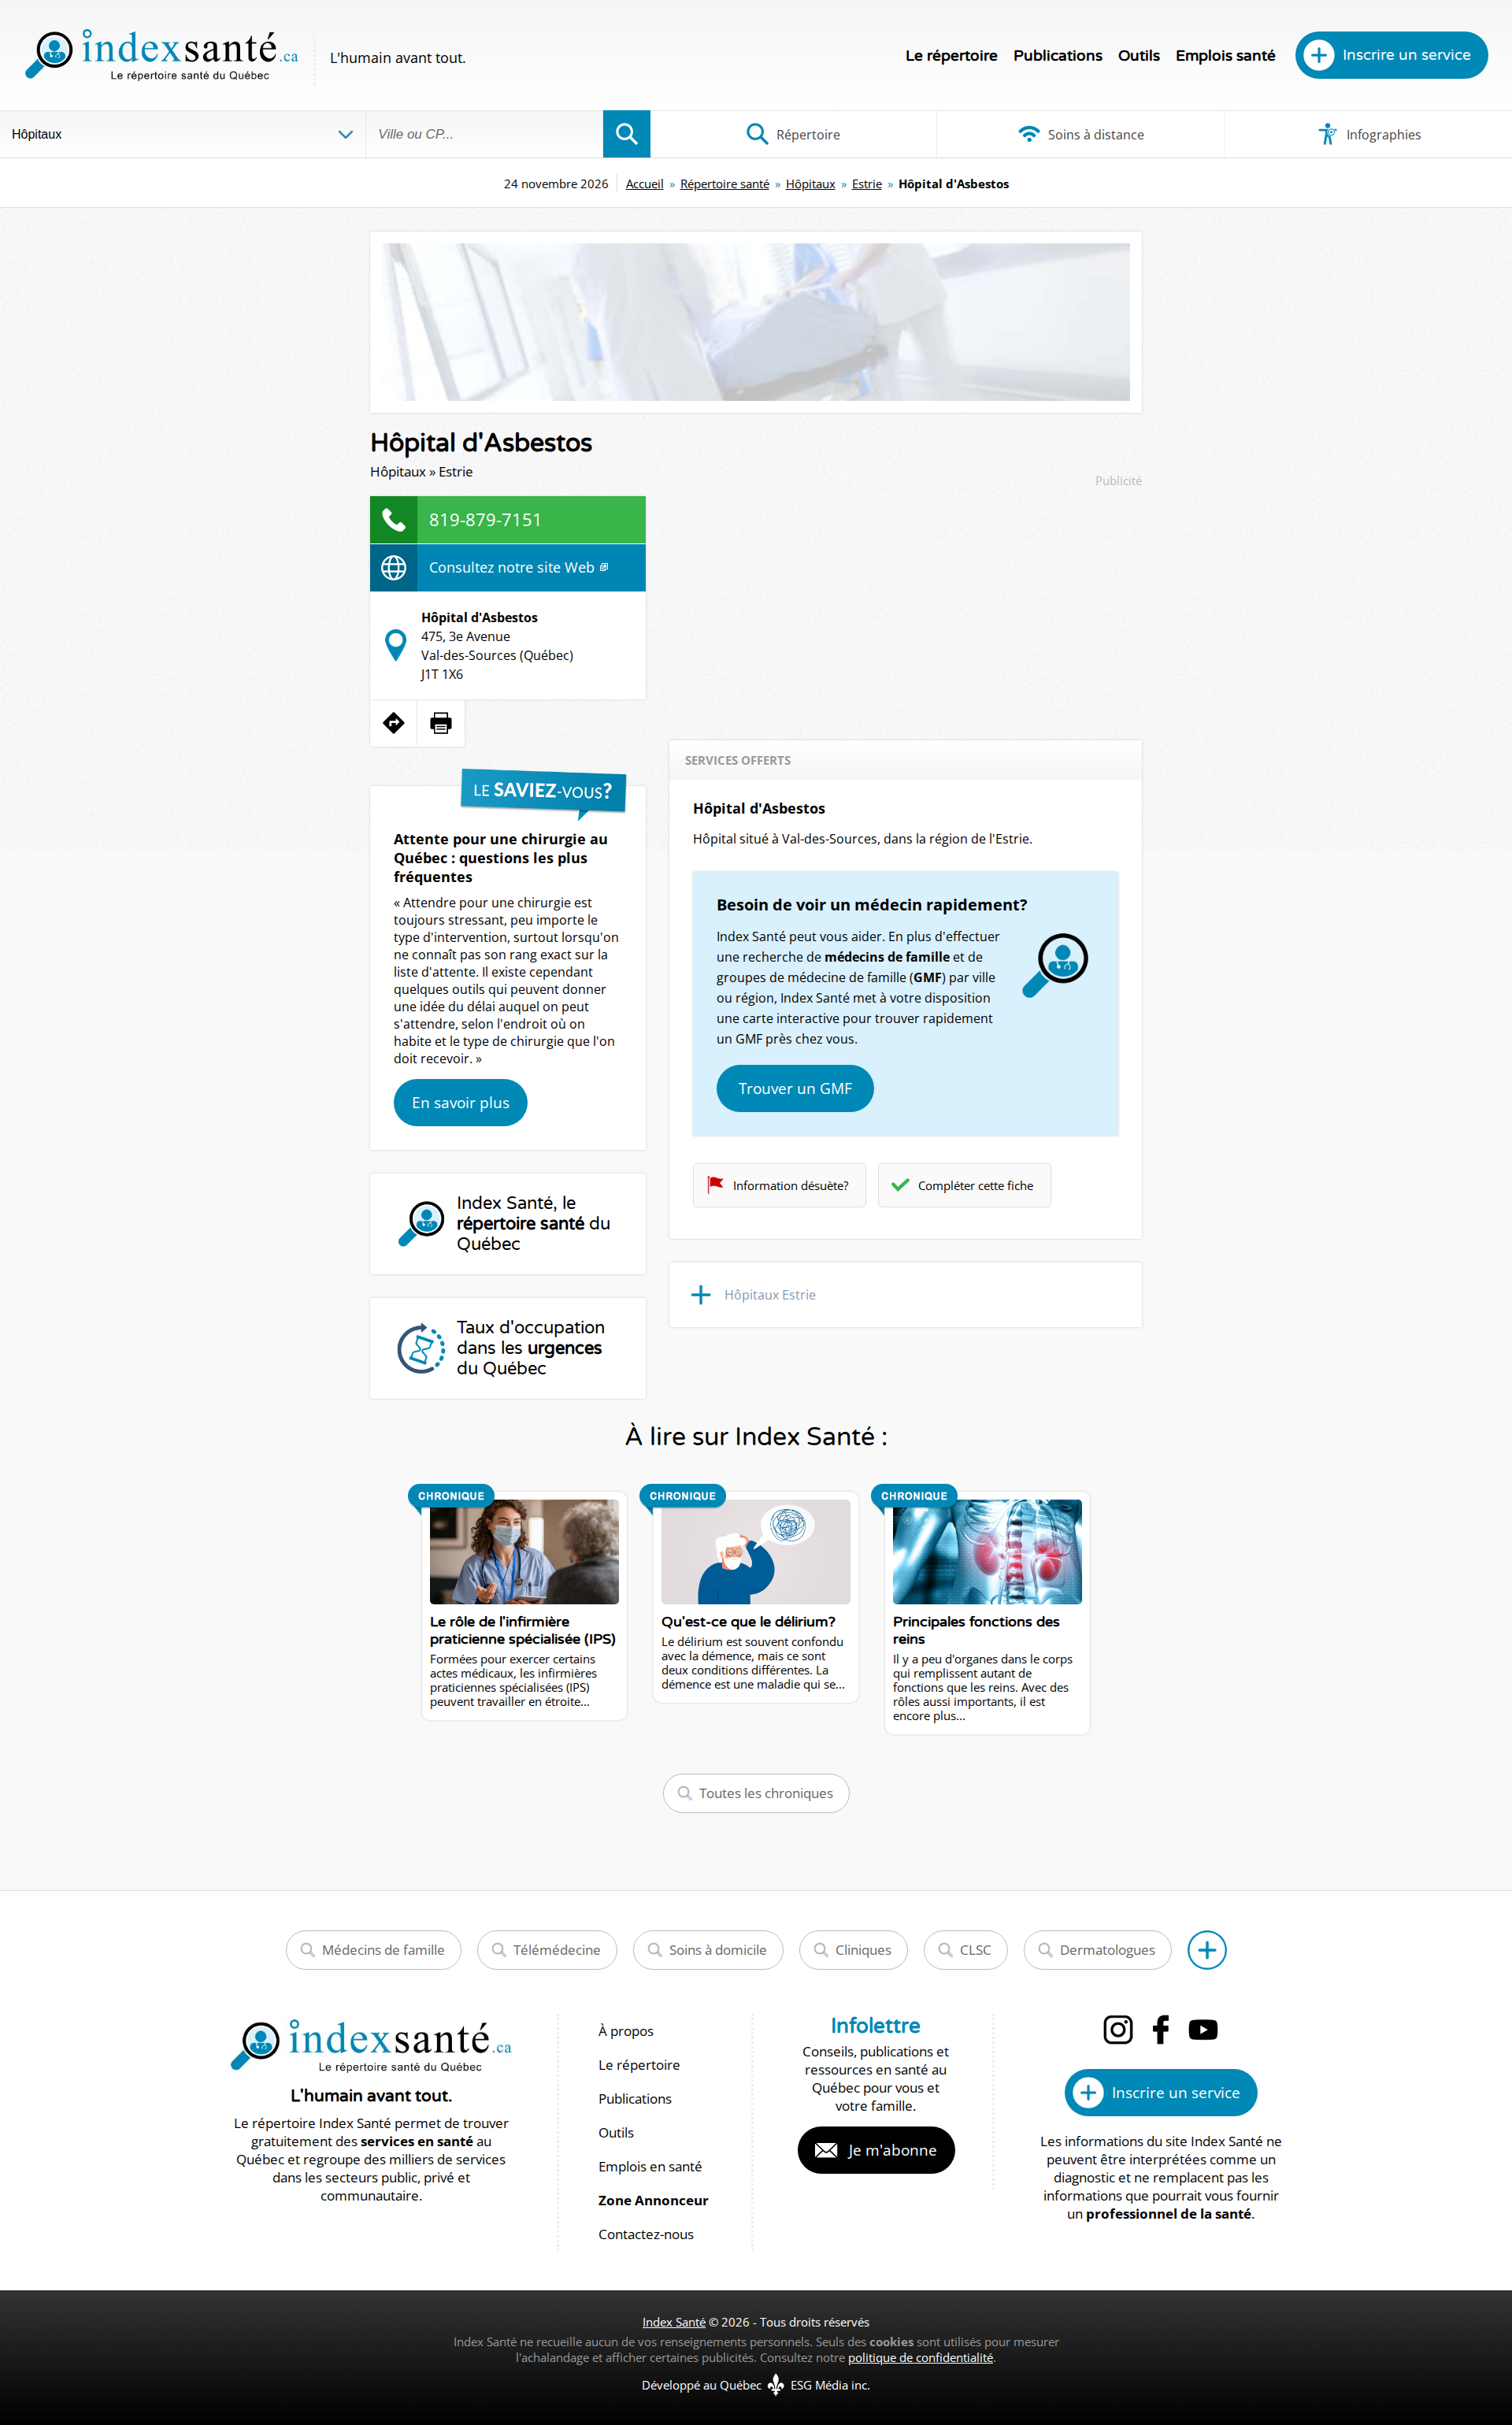 indexsanté.ca
Le répertoire santé du Québec
L'humain avant tout.
Le répertoire
Publications
Outils
Emplois santé
Inscrire un service
Hôpitaux
Ville ou CP...
Répertoire
Soins à distance
Infographies
24 novembre 2026 Accueil » Répertoire santé » Hôpitaux » Estrie » Hôpital d'Asbestos
Hôpital d'Asbestos
Hôpitaux » Estrie
Publicité
819-879-7151
Consultez notre site Web
Hôpital d'Asbestos
475, 3e Avenue
Val-des-Sources (Québec)
J1T 1X6
LE SAVIEZ-VOUS?
Attente pour une chirurgie au
Québec : questions les plus
fréquentes
« Attendre pour une chirurgie est
toujours stressant, peu importe le
type d'intervention, surtout lorsqu'on
ne connaît pas son rang exact sur la
liste d'attente. Il existe cependant
quelques outils qui peuvent donner
une idée du délai auquel on peut
s'attendre, selon l'endroit où on
habite et le type de chirurgie que l'on
doit recevoir. »
En savoir plus
Index Santé, le
répertoire santé du
Québec
Taux d'occupation
dans les urgences
du Québec
SERVICES OFFERTS
Hôpital d'Asbestos
Hôpital situé à Val-des-Sources, dans la région de l'Estrie.
Besoin de voir un médecin rapidement?
Index Santé peut vous aider. En plus d'effectuer
une recherche de médecins de famille et de
groupes de médecine de famille (GMF) par ville
ou région, Index Santé met à votre disposition
une carte interactive pour trouver rapidement
un GMF près chez vous.
Trouver un GMF
Information désuète?
Compléter cette fiche
Hôpitaux Estrie
À lire sur Index Santé :
CHRONIQUE
Le rôle de l'infirmière
praticienne spécialisée (IPS)
Formées pour exercer certains
actes médicaux, les infirmières
praticiennes spécialisées (IPS)
peuvent travailler en étroite...
CHRONIQUE
Qu'est-ce que le délirium?
Le délirium est souvent confondu
avec la démence, mais ce sont
deux conditions différentes. La
démence est une maladie qui se...
CHRONIQUE
Principales fonctions des
reins
Il y a peu d'organes dans le corps
qui remplissent autant de
fonctions que les reins. Avec des
rôles aussi importants, il est
encore plus...
Toutes les chroniques
Médecins de famille
Télémédecine
Soins à domicile
Cliniques
CLSC
Dermatologues
indexsanté.ca
Le répertoire santé du Québec
L'humain avant tout.
Le répertoire Index Santé permet de trouver
gratuitement des services en santé au
Québec et regroupe des milliers de services
dans les secteurs public, privé et
communautaire.
À propos
Le répertoire
Publications
Outils
Emplois en santé
Zone Annonceur
Contactez-nous
Infolettre
Conseils, publications et
ressources en santé au
Québec pour vous et
votre famille.
Je m'abonne
Inscrire un service
Les informations du site Index Santé ne
peuvent être interprétées comme un
diagnostic et ne remplacent pas les
informations que pourrait vous fournir
un professionnel de la santé.
Index Santé © 2026 - Tous droits réservés
Index Santé ne recueille aucun de vos renseignements personnels. Seuls des cookies sont utilisés pour mesurer
l'achalandage et afficher certaines publicités. Consultez notre politique de confidentialité.
Développé au Québec ESG Média inc.